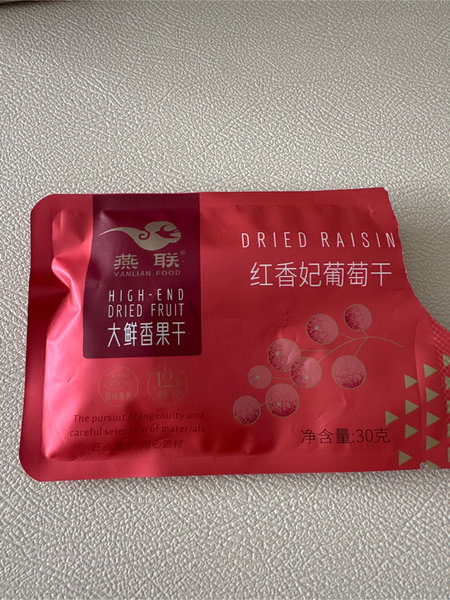 燕联®
YANLIAN FOOD
HIGH-END
DRIED FRUIT
大鲜香果干
DRIED RAISIN
红香妃葡萄干
12
The pursuit of ingenuity and
careful selection of materials
净含量:30克